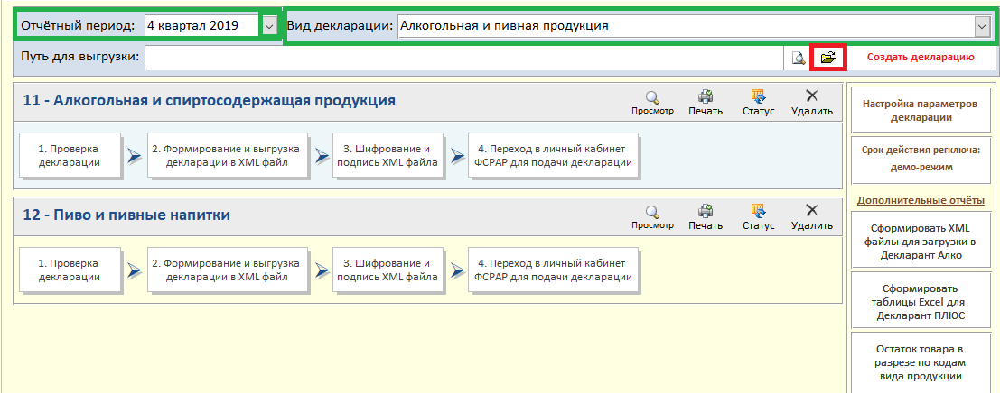 Отчётный период: 4 квартал 2019 Вид декларации: Алкогольная и пивная продукция
Путь для выгрузки: Создать декларацию
11 - Алкогольная и спиртосодержащая продукция
Просмотр Печать Статус Удалить
1. Проверка
декларации
2. Формирование и выгрузка
декларации в XML файл
3. Шифрование и
подпись XML файла
4. Переход в личный кабинет
ФСРАР для подачи декларации
12 - Пиво и пивные напитки
Просмотр Печать Статус Удалить
1. Проверка
декларации
2. Формирование и выгрузка
декларации в XML файл
3. Шифрование и
подпись XML файла
4. Переход в личный кабинет
ФСРАР для подачи декларации
Настройка параметров
декларации
Срок действия регключа:
демо-режим
Дополнительные отчёты
Сформировать XML
файлы для загрузки в
Декларант Алко
Сформировать
таблицы Excel для
Декларант ПЛЮС
Остаток товара в
разрезе по кодам
вида продукции